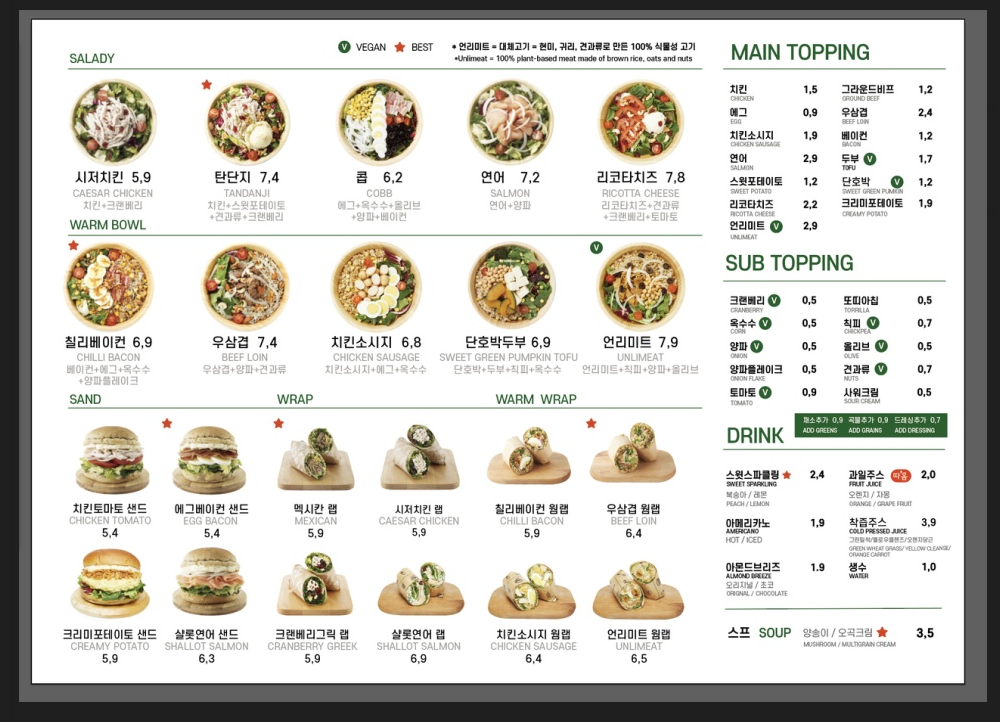 V VEGAN ★ BEST
* 언리미트 = 대체고기 = 현미, 귀리, 견과류로 만든 100% 식물성 고기
*Unlimeat = 100% plant-based meat made of brown rice, oats and nuts
SALADY
시저치킨 5,9
CAESAR CHICKEN
치킨+크랜베리
탄단지 7,4
TANDANJI
치킨+스윗포테이토
+견과류+크랜베리
콥 6,2
COBB
에그+옥수수+올리브
+양파+베이컨
연어 7,2
SALMON
연어+양파
리코타치즈 7,8
RICOTTA CHEESE
리코타치즈+견과류
+크랜베리+토마토
WARM BOWL
칠리베이컨 6,9
CHILLI BACON
베이컨+에그+옥수수
+양파플레이크
우삼겹 7,4
BEEF LOIN
우삼겹+양파+견과류
치킨소시지 6,8
CHICKEN SAUSAGE
치킨소시지+에그+옥수수
단호박두부 6,9
SWEET GREEN PUMPKIN TOFU
단호박+두부+칙피+옥수수
V
언리미트 7,9
UNLIMEAT
언리미트+칙피+양파+올리브
SAND
치킨토마토 샌드
CHICKEN TOMATO
5,4
에그베이컨 샌드
EGG BACON
5,4
크리미포테이토 샌드
CREAMY POTATO
5,9
샬롯연어 샌드
SHALLOT SALMON
6,3
WRAP
멕시칸 랩
MEXICAN
5,9
시저치킨 랩
CAESAR CHICKEN
5,9
크랜베리그릭 랩
CRANBERRY GREEK
5,9
샬롯연어 랩
SHALLOT SALMON
6,9
WARM WRAP
칠리베이컨 웜랩
CHILLI BACON
5,9
우삼겹 웜랩
BEEF LOIN
6,4
치킨소시지 웜랩
CHICKEN SAUSAGE
6,4
언리미트 웜랩
UNLIMEAT
6,5
MAIN TOPPING
치킨 1,5
CHICKEN
에그 0,9
EGG
치킨소시지 1,9
CHICKEN SAUSAGE
연어 2,9
SALMON
스윗포테이토 1,2
SWEET POTATO
리코타치즈 2,2
RICOTTA CHEESE
언리미트 V 2,9
UNLIMEAT
그라운드비프 1,2
GROUND BEEF
우삼겹 2,4
BEEF LOIN
베이컨 1,2
BACON
두부 V 1,7
TOFU
단호박 V 1,2
SWEET GREEN PUMKIN
크리미포테이토 1,9
CREAMY POTATO
SUB TOPPING
크랜베리 V 0,5
CRANBERRY
옥수수 V 0,5
CORN
양파 V 0,5
ONION
양파플레이크 0,5
ONION FLAKE
토마토 V 0,9
TOMATO
또띠아칩 0,5
TORRILLA
칙피 V 0,7
CHICKPEA
올리브 V 0,5
OLIVE
견과류 V 0,7
NUTS
사워크림 0,5
SOUR CREAM
채소추가 0,9 곡물추가 0,9 드레싱추가 0,7
ADD GREENS ADD GRAINS ADD DRESSING
DRINK
스윗스파클링 ★ 2,4
SWEET SPARKLING
복숭아 / 레몬
PEACH / LEMON
아메리카노 1,9
AMERICANO
HOT / ICED
아몬드브리즈 1.9
ALMOND BREEZE
오리지널 / 초코
ORIGNAL / CHOCOLATE
과일주스 2,0
FRUIT JUICE
오렌지 / 자몽
ORANGE / GRAPE FRUIT
착즙주스 3,9
COLD PRESSED JUICE
그린밀싹/옐로우클렌즈/오렌지당근
GREEN WHEAT GRASS/ YELLOW CLEANSE/
ORANGE CARROT
생수 1,0
WATER
스프 SOUP 양송이 / 오곡크림 ★ 3,5
MUSHROOM / MULTIGRAIN CREAM